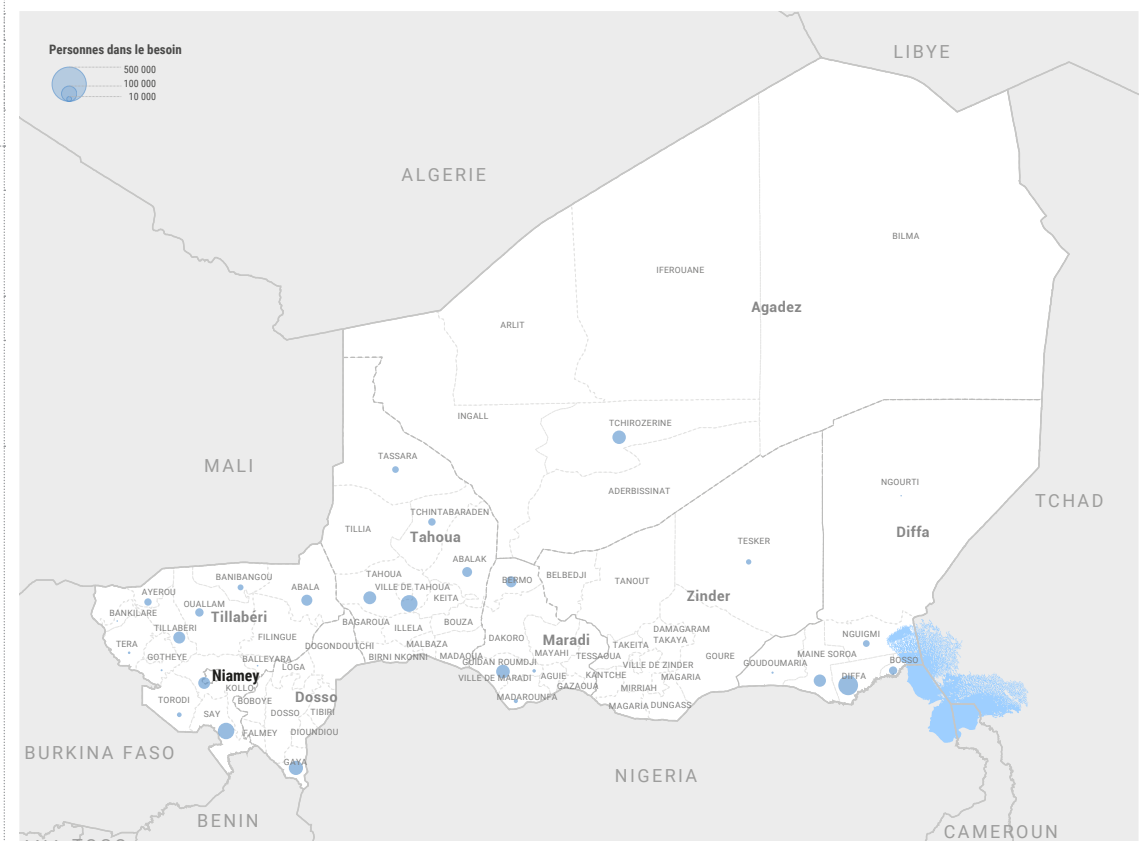 Personnes dans le besoin
500 000
100 000
10 000
LIBYE
ALGERIE
BILMA
IFEROUANE
Agadez
ARLIT
INGALL
TCHIROZERINE
MALI
TASSARA
NGOURTI
ADERBISSINAT
TCHAD
TCHINTABARADEN
TILLIA
Tahoua
Diffa
TESKER
ABALAK
TAHOUA
BELBEDJI
BERMO
TANOUT
BANIBANGOU
ABALA
VILLE DE TAHOUA
AYEROU
KEITA
Zinder
OUALLAM
BANKILARE
Tillabéri
BAGAROUA
BOUZA
TILLABERI
ILLELA
DAMAGARAM
TAKAYA
NGUIGMI
FILINGUE
DAKORO
Maradi
TERA
DOGONDOUTCHI
MALBAZA
TAKEITA
MAYAHI
MAINE SOROA
GOTHEYE
BALLEYARA
BIRNI NKONNI
MADAOUA
TESSAOUA
GOURE
BOSSO
GUIDAN ROUMDJI
GOUDOUMARIA
LOGA
VILLE DE ZINDER
Niamey
AGUIE
KANTCHE
DIFFA
VILLE DE MARADI
MAGARIA
KOLLO
GAZAOUA
MIRRIAH
Dosso
MADAROUNFA
TORODI
BOBOYE
MAGARIA
DUNGASS
SAY
DOSSO
TIBIRI
FALMEY
DIOUNDIOU
BURKINA FASO
GAYA
NIGERIA
BENIN
CAMEROUN